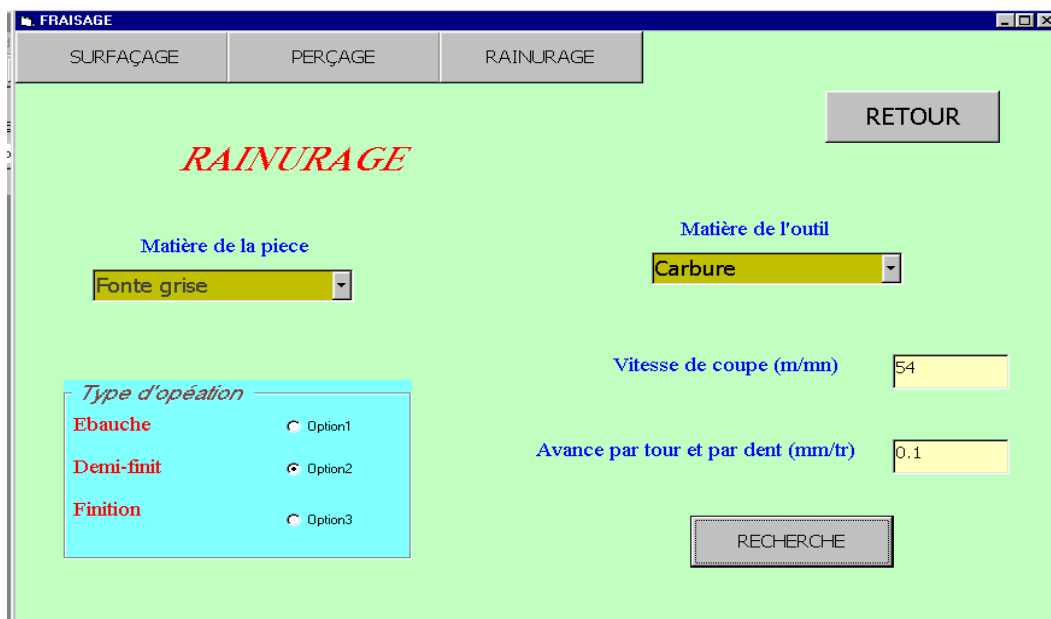 FRAISAGE
SURFAÇAGE PERÇAGE RAINURAGE
RETOUR
RAINURAGE
Matière de la piece
Matière de l'outil
Fonte grise
Carbure
Vitesse de coupe (m/mn) 54
Type d'opéation
Ebauche Option1
Demi-finit Option2
Finition Option3
Avance par tour et par dent (mm/tr) 0.1
RECHERCHE